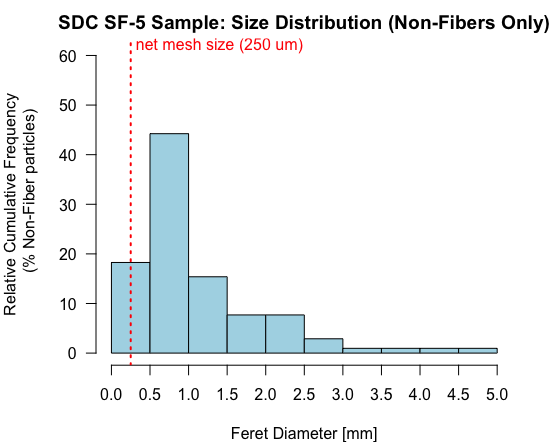 SDC SF-5 Sample: Size Distribution (Non-Fibers Only)
net mesh size (250 um)
Relative Cumulative Frequency
(% Non-Fiber particles)
60
50
40
30
20
10
0
0.0 0.5 1.0 1.5 2.0 2.5 3.0 3.5 4.0 4.5 5.0
Feret Diameter [mm]